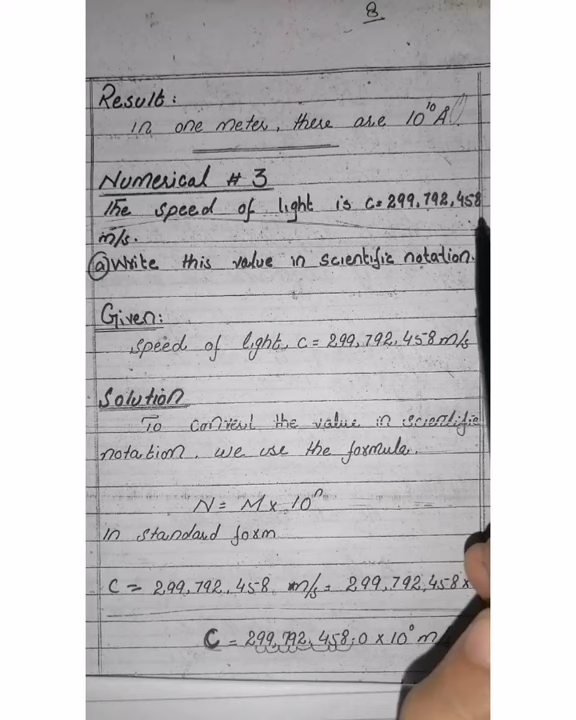 8
Result:
in one meter, there are 10¹⁰ Å
Numerical # 3
The speed of light is c=299,792,458
m/s.
(a) Write this value in scientific notation.
Given:
Speed of light, c = 299,792,458 m/s
Solution
To convert the value in scientific
notation, we use the formula.
N = M x 10ⁿ
in standard form
C = 299,792,458 m/s = 299,792,458 x
C = 299,792,458.0 x 10⁰ m